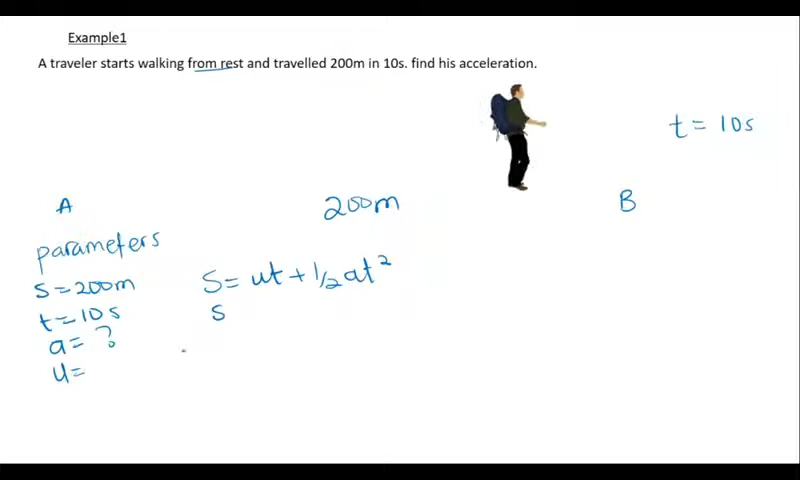 Example1
A traveler starts walking from rest and travelled 200m in 10s. find his acceleration.
t = 10s
A 200m B
parameters
S = 200m S = ut + 1/2 at²
t = 10s S
a = ?
u =